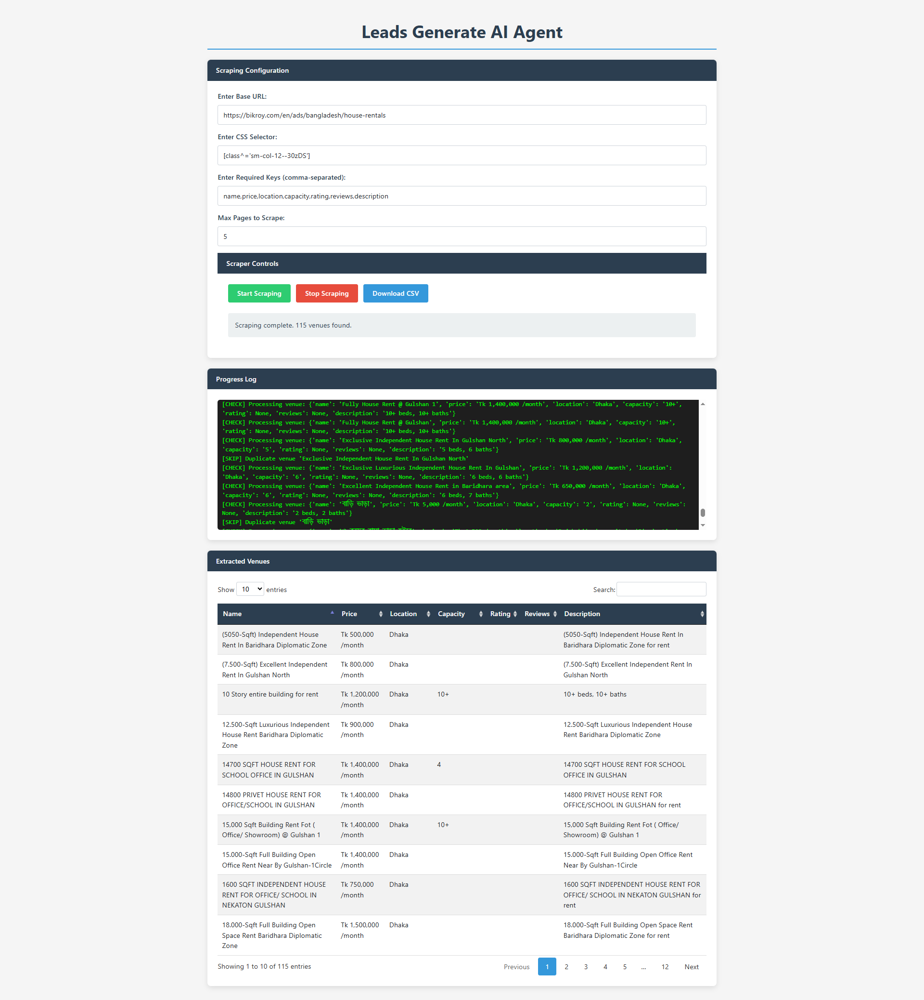 Leads Generate AI Agent
Scraping Configuration
Enter Base URL:
https://bikroy.com/en/ads/bangladesh/house-rentals
Enter CSS Selector:
[class^='sm-col-12--30zDS']
Enter Required Keys (comma-separated):
name,price,location,capacity,rating,reviews,description
Max Pages to Scrape:
5
Scraper Controls
Start Scraping Stop Scraping Download CSV
Scraping complete. 115 venues found.
Progress Log
[CHECK] Processing venue: {'name': 'Fully House Rent @ Gulshan 1', 'price': 'Tk 1,400,000 /month', 'location': 'Dhaka', 'capacity': '10+',
'rating': None, 'reviews': None, 'description': '10+ beds, 10+ baths'}
[CHECK] Processing venue: {'name': 'Fully House Rent @ Gulshan', 'price': 'Tk 1,400,000 /month', 'location': 'Dhaka', 'capacity': '10+',
'rating': None, 'reviews': None, 'description': '10+ beds, 10+ baths'}
[CHECK] Processing venue: {'name': 'Exclusive Independent House Rent In Gulshan North', 'price': 'Tk 800,000 /month', 'location': 'Dhaka',
'capacity': '5', 'rating': None, 'reviews': None, 'description': '5 beds, 6 baths'}
[SKIP] Duplicate venue 'Exclusive Independent House Rent In Gulshan North'
[CHECK] Processing venue: {'name': 'Exclusive Luxurious Independent House Rent In Gulshan', 'price': 'Tk 1,200,000 /month', 'location':
'Dhaka', 'capacity': '6', 'rating': None, 'reviews': None, 'description': '6 beds, 6 baths'}
[CHECK] Processing venue: {'name': 'Excellent Independent House Rent in Baridhara area', 'price': 'Tk 650,000 /month', 'location': 'Dhaka',
'capacity': '6', 'rating': None, 'reviews': None, 'description': '6 beds, 7 baths'}
[CHECK] Processing venue: {'name': 'বাড়ি ভাড়া', 'price': 'Tk 5,000 /month', 'location': 'Dhaka', 'capacity': '2', 'rating': None, 'reviews':
None, 'description': '2 beds, 2 baths'}
[SKIP] Duplicate venue 'বাড়ি ভাড়া'
Extracted Venues
Show 10 entries Search:
Name Price Location Capacity Rating Reviews Description
(5050-Sqft) Independent House Tk 500,000 Dhaka (5050-Sqft) Independent House Rent In
Rent In Baridhara Diplomatic Zone /month Baridhara Diplomatic Zone for rent
(7.500-Sqft) Excellent Independent Tk 800,000 Dhaka (7.500-Sqft) Excellent Independent Rent In
Rent In Gulshan North /month Gulshan North
10 Story entire building for rent Tk 1,200,000 Dhaka 10+ 10+ beds, 10+ baths
/month
12.500-Sqft Luxurious Independent Tk 900,000 Dhaka 12.500-Sqft Luxurious Independent House
House Rent Baridhara Diplomatic /month Rent Baridhara Diplomatic Zone
Zone
14700 SQFT HOUSE RENT FOR Tk 1,400,000 Dhaka 4 14700 SQFT HOUSE RENT FOR SCHOOL
SCHOOL OFFICE IN GULSHAN /month OFFICE IN GULSHAN
14800 PRIVET HOUSE RENT FOR Tk 1,400,000 Dhaka 14800 PRIVET HOUSE RENT FOR
OFFICE/SCHOOL IN GULSHAN /month OFFICE/SCHOOL IN GULSHAN for rent
15,000 Sqft Building Rent Fot ( Tk 1,400,000 Dhaka 10+ 15,000 Sqft Building Rent Fot ( Office/
Office/ Showroom) @ Gulshan 1 /month Showroom) @ Gulshan 1
15.000-Sqft Full Building Open Tk 1,400,000 Dhaka 15.000-Sqft Full Building Open Office Rent
Office Rent Near By Gulshan-1Circle /month Near By Gulshan-1Circle
1600 SQFT INDEPENDENT HOUSE Tk 750,000 Dhaka 1600 SQFT INDEPENDENT HOUSE RENT FOR
RENT FOR OFFICE/ SCHOOL IN /month OFFICE/ SCHOOL IN NEKATON GULSHAN for
NEKATON GULSHAN rent
18.000-Sqft Full Building Open Tk 1,500,000 Dhaka 18.000-Sqft Full Building Open Space Rent
Space Rent Baridhara Diplomatic /month Baridhara Diplomatic Zone for rent
Zone
Showing 1 to 10 of 115 entries Previous 1 2 3 4 5 ... 12 Next